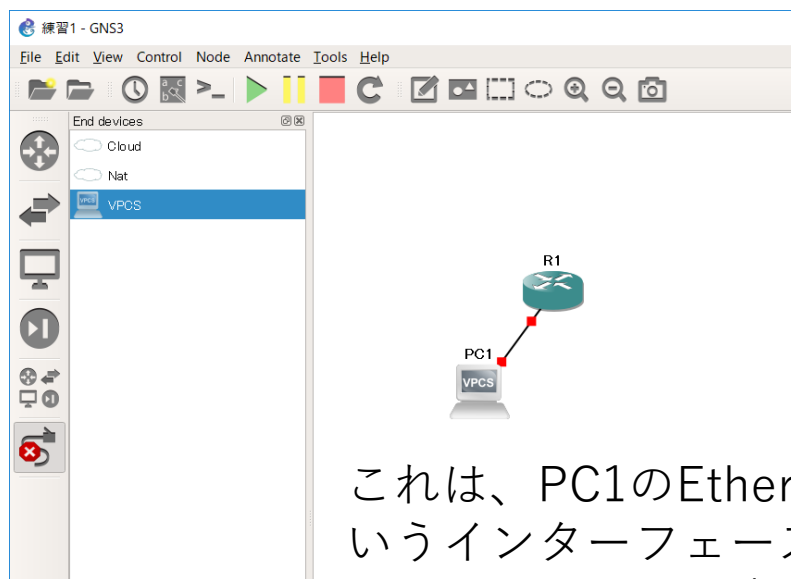 練習1 - GNS3
File Edit View Control Node Annotate Tools Help
End devices
Cloud
Nat
VPCS
R1
PC1
VPCS
これは、PC1のEther
いうインターフェー